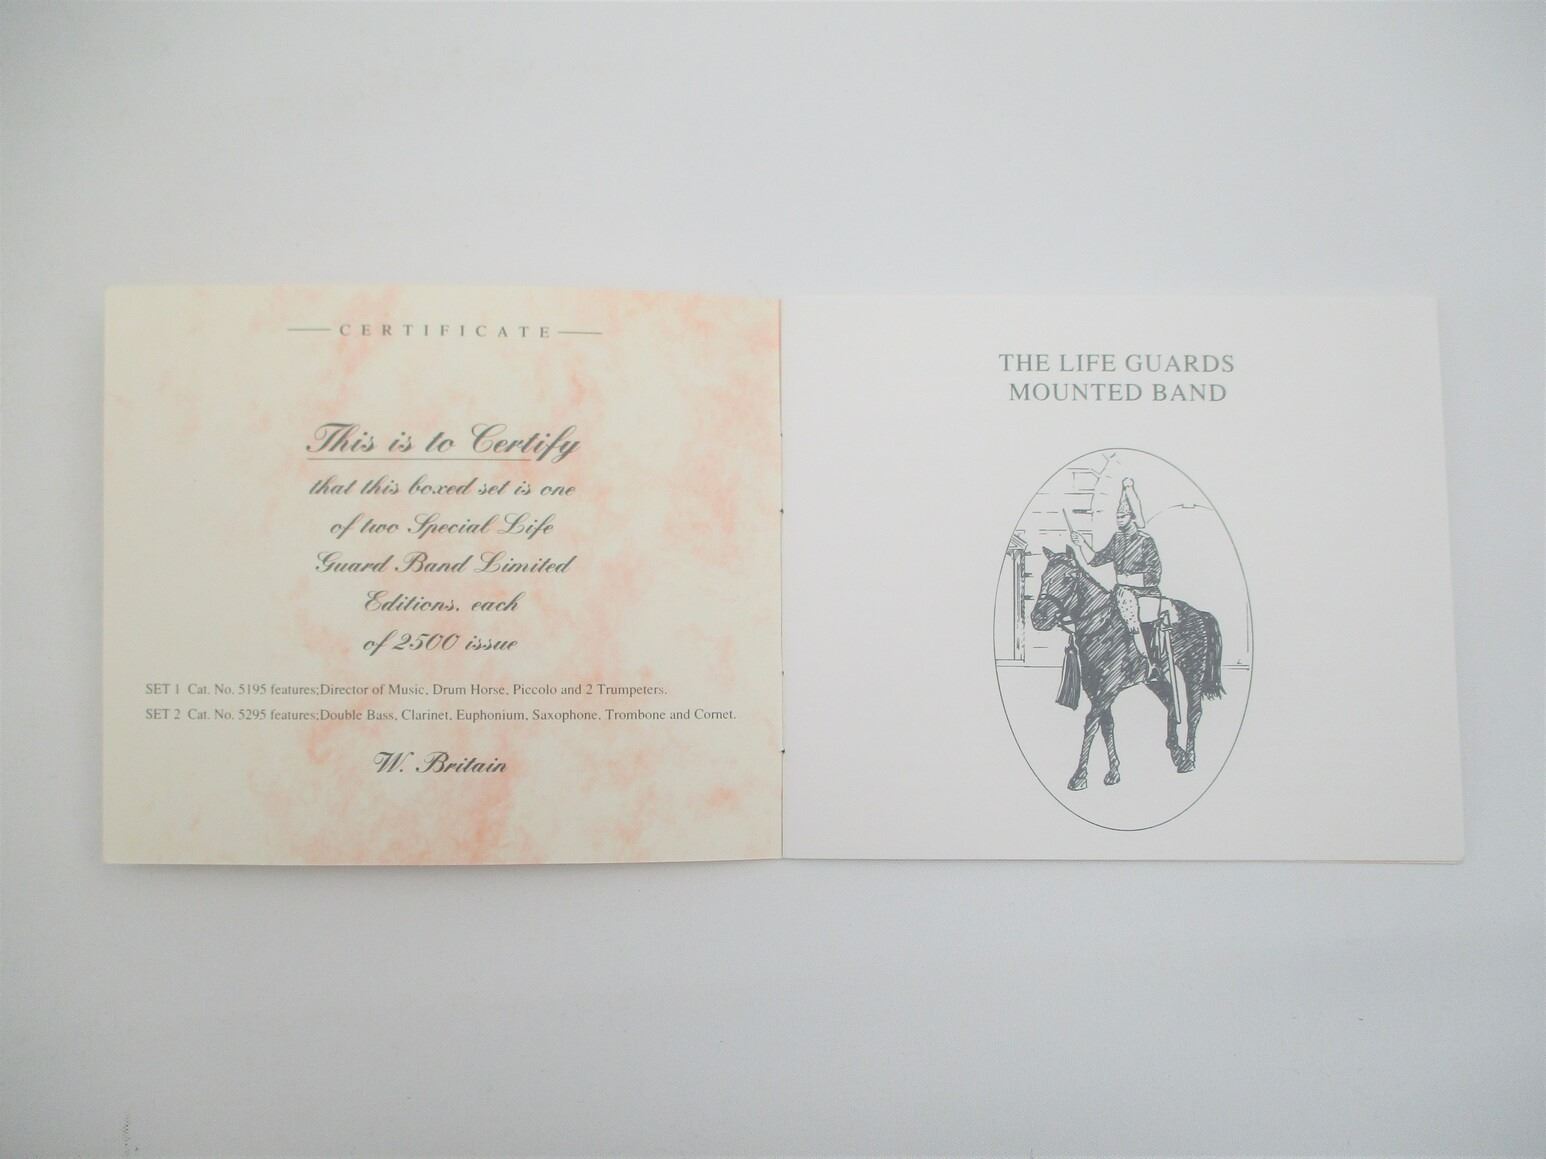 CERTIFICATE
This is to Certify
that this boxed set is one
of two Special Life
Guard Band Limited
Editions, each
of 2500 issue
SET 1 Cat. No. 5195 features;Director of Music, Drum Horse, Piccolo and 2 Trumpeters.
SET 2 Cat. No. 5295 features;Double Bass, Clarinet, Euphonium, Saxophone, Trombone and Cornet.
W. Britain
THE LIFE GUARDS
MOUNTED BAND